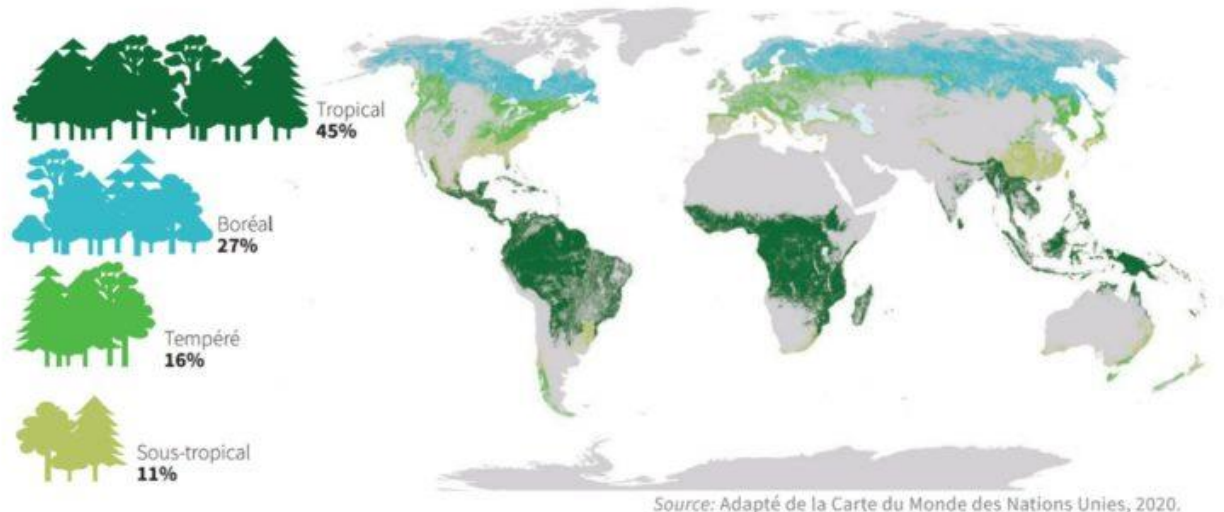 Tropical
45%
Boréal
27%
Tempéré
16%
Sous-tropical
11%
Source: Adapté de la Carte du Monde des Nations Unies, 2020.